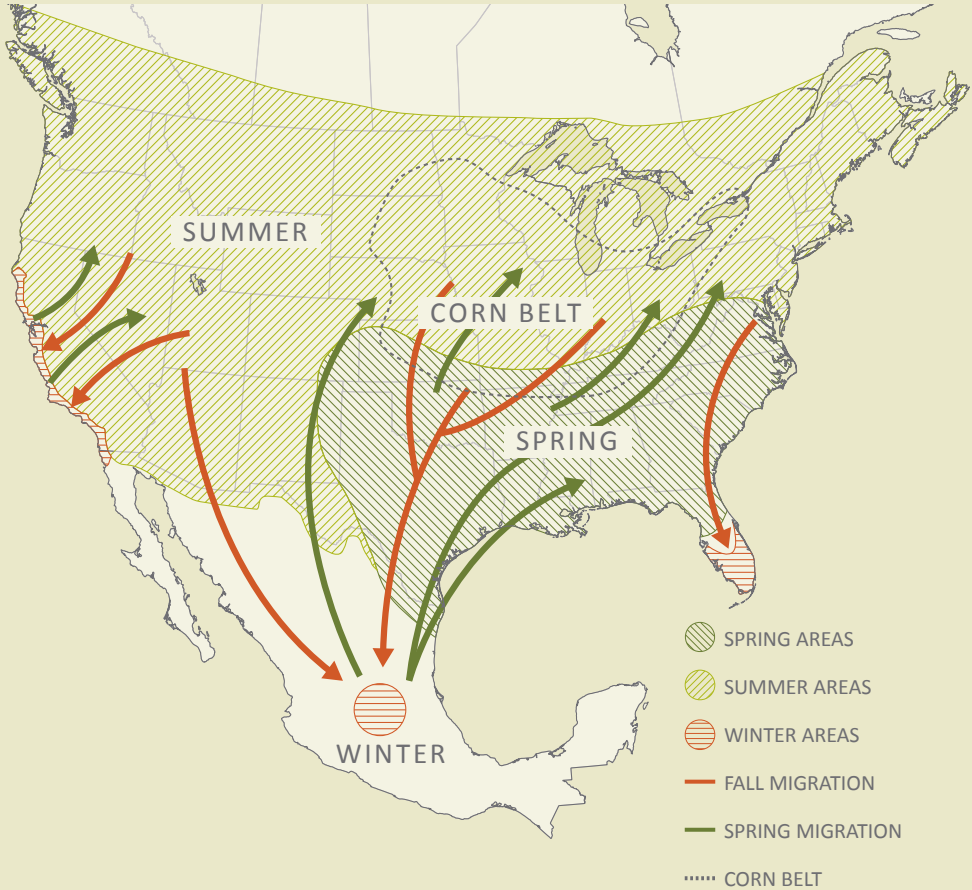 SUMMER
CORN BELT
SPRING
WINTER
SPRING AREAS
SUMMER AREAS
WINTER AREAS
FALL MIGRATION
SPRING MIGRATION
CORN BELT